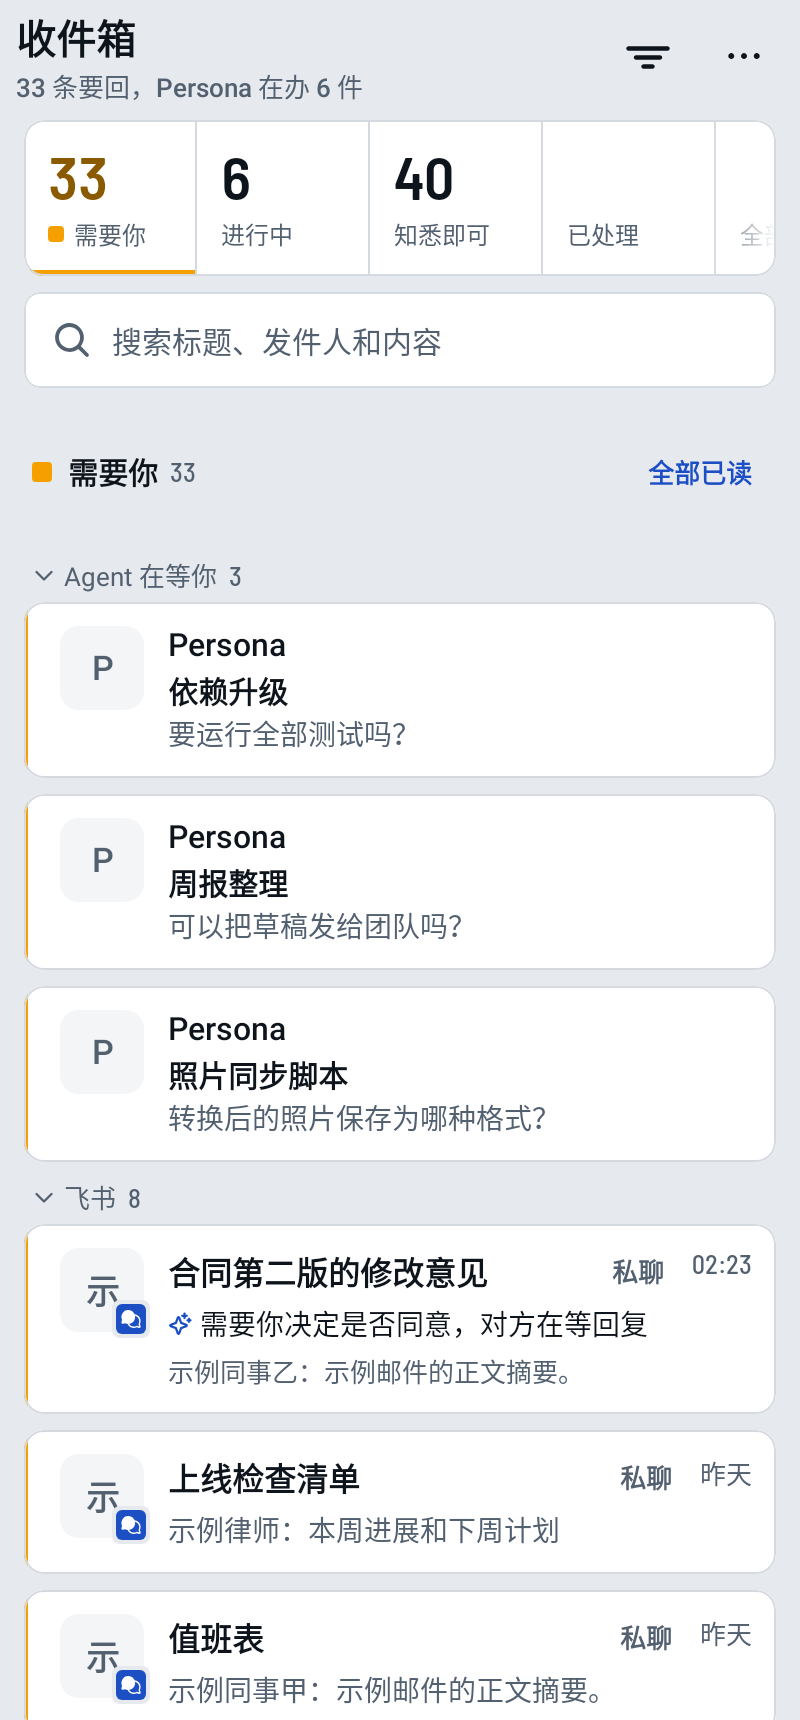 收件箱
33 条要回，Persona 在办 6 件
33
需要你
6
进行中
40
知悉即可
已处理
全
搜索标题、发件人和内容
需要你 33
全部已读
Agent 在等你 3
P
Persona
依赖升级
要运行全部测试吗？
P
Persona
周报整理
可以把草稿发给团队吗？
P
Persona
照片同步脚本
转换后的照片保存为哪种格式？
飞书 8
示
合同第二版的修改意见 私聊 02:23
需要你决定是否同意，对方在等回复
示例同事乙：示例邮件的正文摘要。
示
上线检查清单 私聊 昨天
示例律师：本周进展和下周计划
示
值班表 私聊 昨天
示例同事甲：示例邮件的正文摘要。